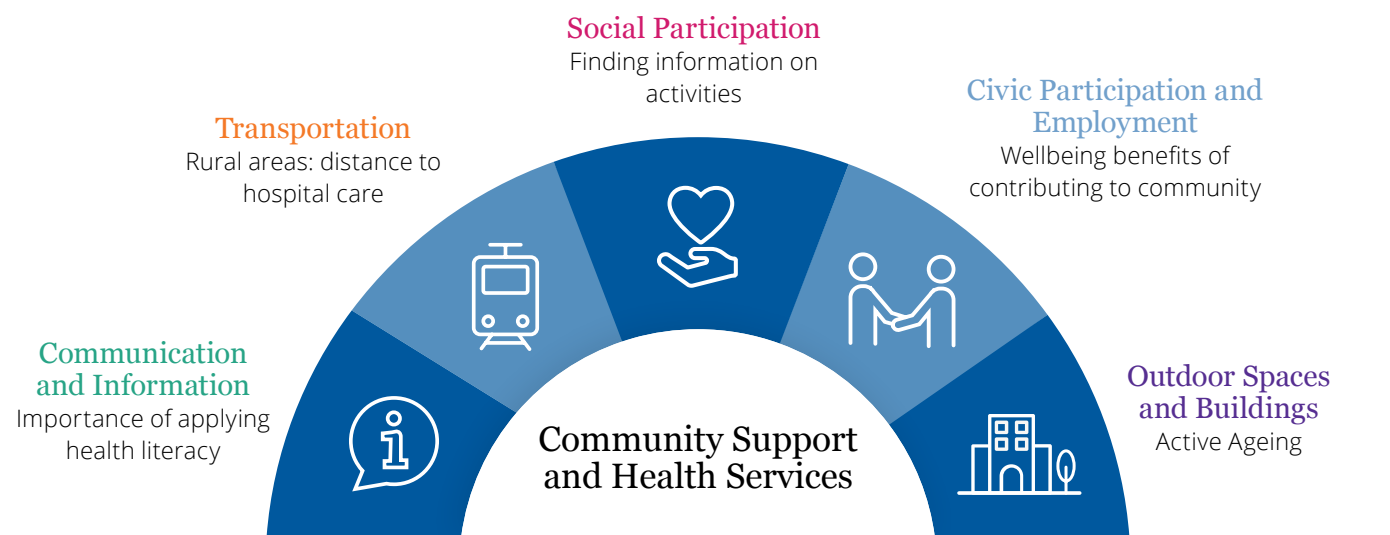 Social Participation
Finding information on
activities
Civic Participation and
Employment
Wellbeing benefits of
contributing to community
Transportation
Rural areas: distance to
hospital care
Communication
and Information
Importance of applying
health literacy
Outdoor Spaces
and Buildings
Active Ageing
Community Support
and Health Services